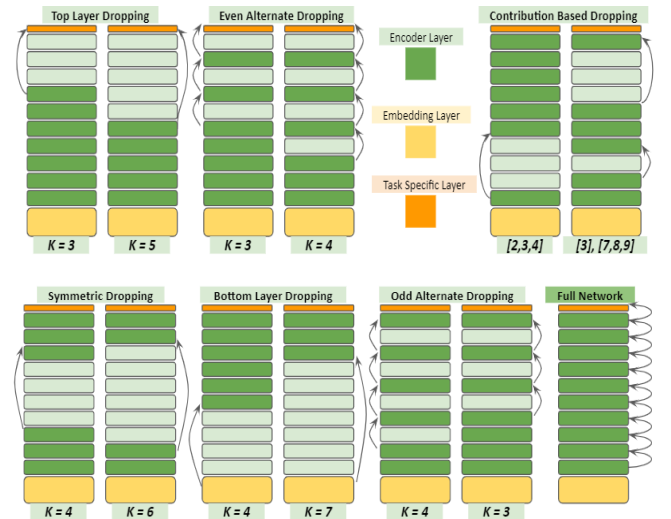 Top Layer Dropping
Even Alternate Dropping
Encoder Layer
Contribution Based Dropping
Embedding Layer
Task Specific Layer
K = 3
K = 5
K = 3
K = 4
[2,3,4]
[3], [7,8,9]
Symmetric Dropping
Bottom Layer Dropping
Odd Alternate Dropping
Full Network
K = 4
K = 6
K = 4
K = 7
K = 4
K = 3